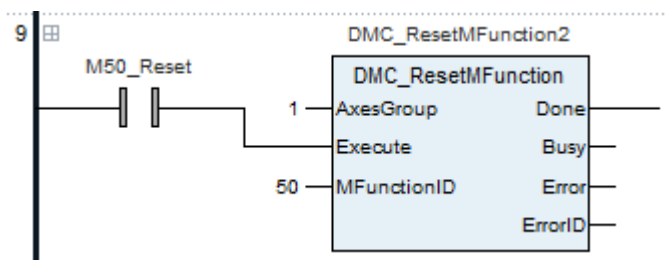 9
DMC_ResetMFunction2
M50_Reset
DMC_ResetMFunction
1 AxesGroup Done
Execute Busy
50 MFunctionID Error
ErrorID